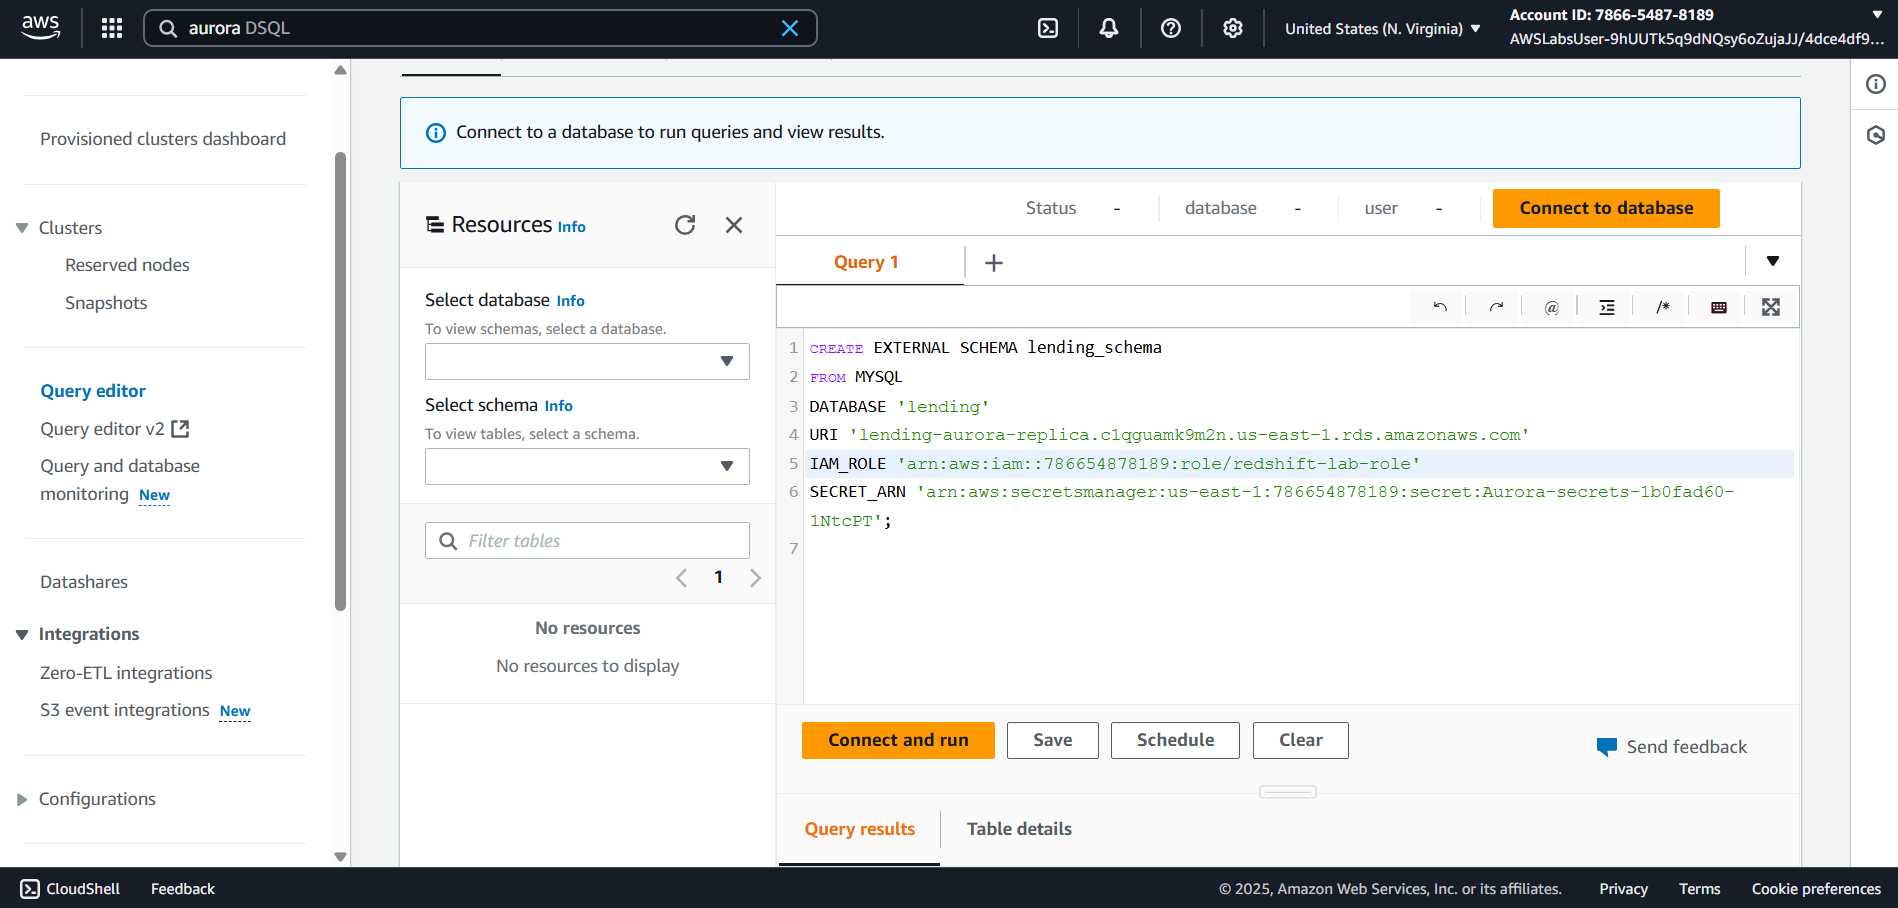 aws
aurora DSQL
United States (N. Virginia)
Account ID: 7866-5487-8189
AWSLabsUser-9hUUTk5q9dNQsy6oZujaJJ/4dce4df9...
Provisioned clusters dashboard
Clusters
Reserved nodes
Snapshots
Query editor
Query editor v2
Query and database
monitoring New
Datashares
Integrations
Zero-ETL integrations
S3 event integrations New
Configurations
Connect to a database to run queries and view results.
Resources Info
Select database Info
To view schemas, select a database.
Select schema Info
To view tables, select a schema.
Filter tables
1
No resources
No resources to display
Status - database - user -
Connect to database
Query 1
@ /*
1 CREATE EXTERNAL SCHEMA lending_schema
2 FROM MYSQL
3 DATABASE 'lending'
4 URI 'lending-aurora-replica.c1qguamk9m2n.us-east-1.rds.amazonaws.com'
5 IAM_ROLE 'arn:aws:iam::786654878189:role/redshift-lab-role'
6 SECRET_ARN 'arn:aws:secretsmanager:us-east-1:786654878189:secret:Aurora-secrets-1b0fad60-
1NtcPT';
7
Connect and run Save Schedule Clear
Send feedback
Query results Table details
CloudShell Feedback
© 2025, Amazon Web Services, Inc. or its affiliates. Privacy Terms Cookie preferences